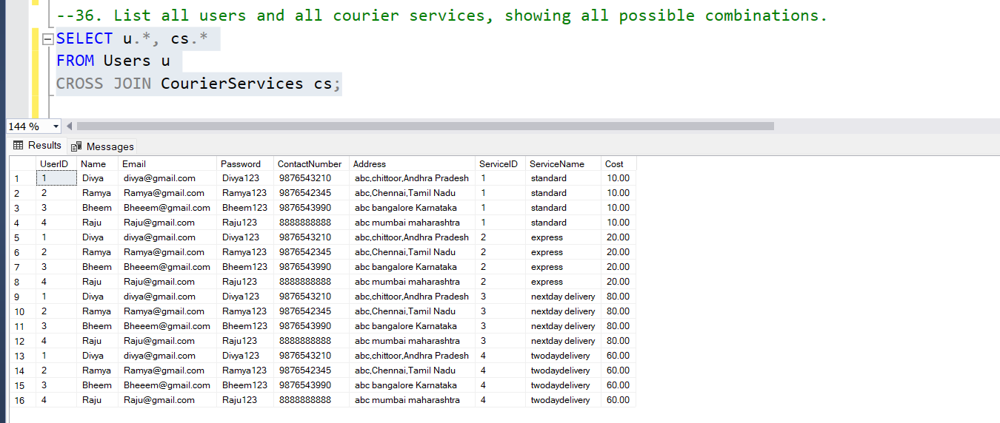 --36. List all users and all courier services, showing all possible combinations.
SELECT u.*, cs.*
FROM Users u
CROSS JOIN CourierServices cs;
144 %
Results Messages
UserID Name Email Password ContactNumber Address ServiceID ServiceName Cost
1 1 Divya divya@gmail.com Divya123 9876543210 abc,chittoor,Andhra Pradesh 1 standard 10.00
2 2 Ramya Ramya@gmail.com Ramya123 9876542345 abc,Chennai,Tamil Nadu 1 standard 10.00
3 3 Bheem Bheeem@gmail.com Bheem123 9876543990 abc bangalore Karnataka 1 standard 10.00
4 4 Raju Raju@gmail.com Raju123 8888888888 abc mumbai maharashtra 1 standard 10.00
5 1 Divya divya@gmail.com Divya123 9876543210 abc,chittoor,Andhra Pradesh 2 express 20.00
6 2 Ramya Ramya@gmail.com Ramya123 9876542345 abc,Chennai,Tamil Nadu 2 express 20.00
7 3 Bheem Bheeem@gmail.com Bheem123 9876543990 abc bangalore Karnataka 2 express 20.00
8 4 Raju Raju@gmail.com Raju123 8888888888 abc mumbai maharashtra 2 express 20.00
9 1 Divya divya@gmail.com Divya123 9876543210 abc,chittoor,Andhra Pradesh 3 nextday delivery 80.00
10 2 Ramya Ramya@gmail.com Ramya123 9876542345 abc,Chennai,Tamil Nadu 3 nextday delivery 80.00
11 3 Bheem Bheeem@gmail.com Bheem123 9876543990 abc bangalore Karnataka 3 nextday delivery 80.00
12 4 Raju Raju@gmail.com Raju123 8888888888 abc mumbai maharashtra 3 nextday delivery 80.00
13 1 Divya divya@gmail.com Divya123 9876543210 abc,chittoor,Andhra Pradesh 4 twodaydelivery 60.00
14 2 Ramya Ramya@gmail.com Ramya123 9876542345 abc,Chennai,Tamil Nadu 4 twodaydelivery 60.00
15 3 Bheem Bheeem@gmail.com Bheem123 9876543990 abc bangalore Karnataka 4 twodaydelivery 60.00
16 4 Raju Raju@gmail.com Raju123 8888888888 abc mumbai maharashtra 4 twodaydelivery 60.00